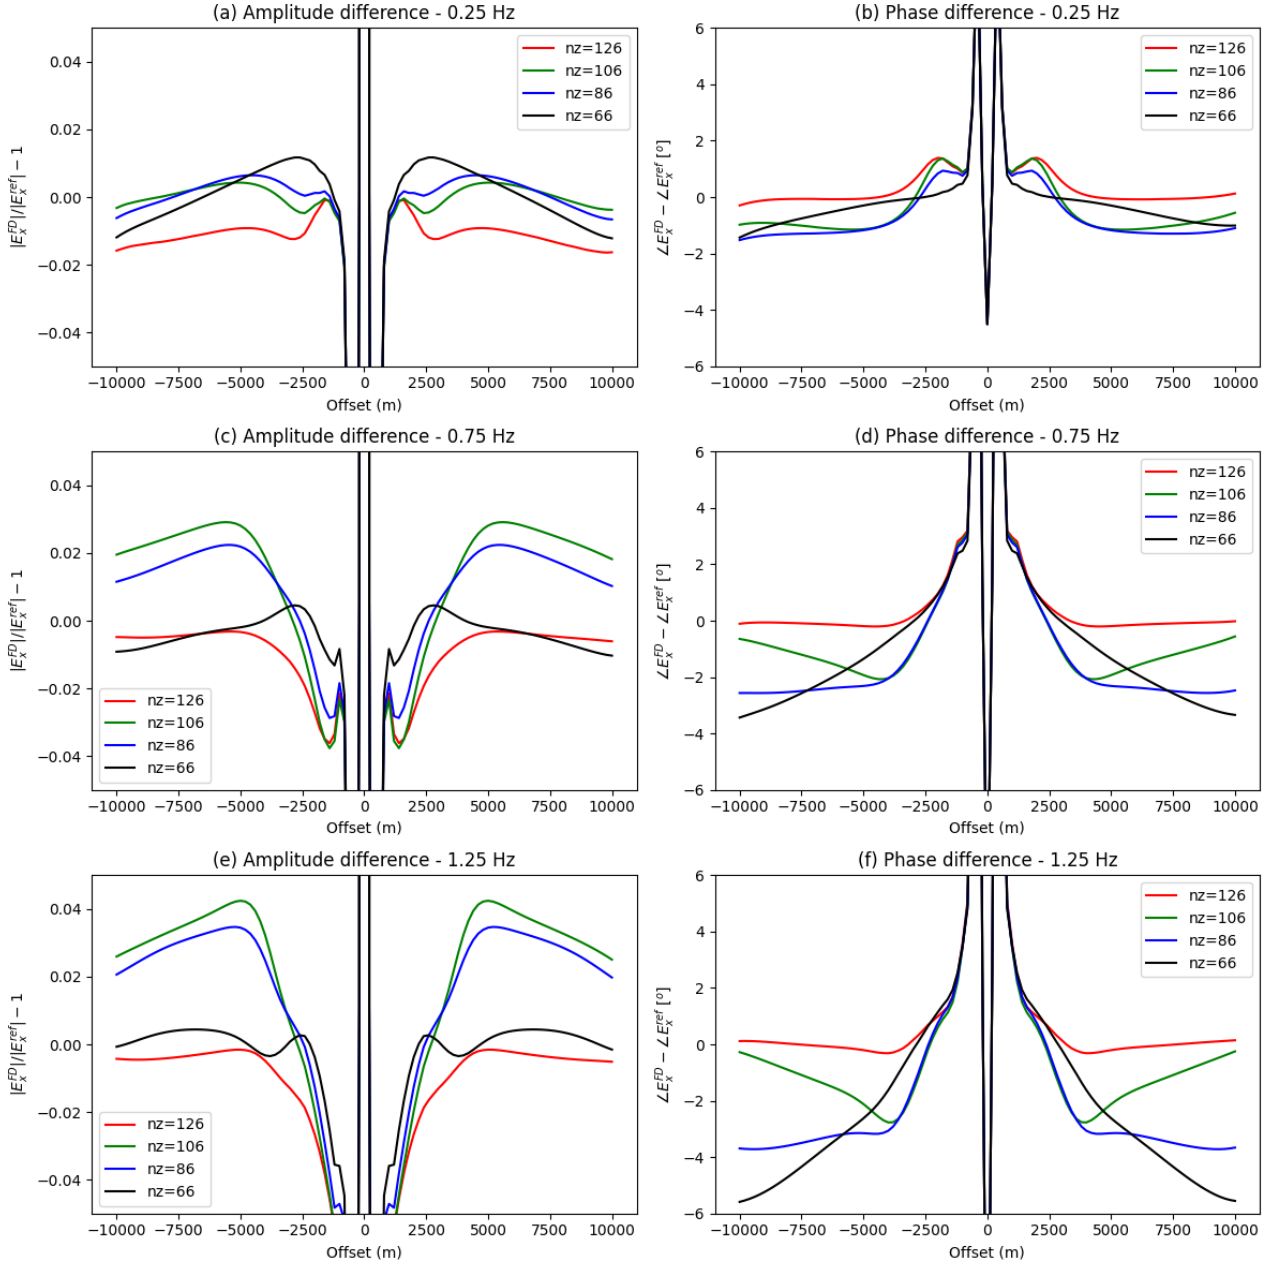 (a) Amplitude difference - 0.25 Hz
|E_x^{FD}|/|E_x^{ref}| − 1
0.04
0.02
0.00
−0.02
−0.04
nz=126
nz=106
nz=86
nz=66
−10000 −7500 −5000 −2500 0 2500 5000 7500 10000
Offset (m)
(b) Phase difference - 0.25 Hz
∠E_x^{FD} − ∠E_x^{ref} [°]
6
4
2
0
−2
−4
−6
nz=126
nz=106
nz=86
nz=66
−10000 −7500 −5000 −2500 0 2500 5000 7500 10000
Offset (m)
(c) Amplitude difference - 0.75 Hz
|E_x^{FD}|/|E_x^{ref}| − 1
0.04
0.02
0.00
−0.02
−0.04
nz=126
nz=106
nz=86
nz=66
−10000 −7500 −5000 −2500 0 2500 5000 7500 10000
Offset (m)
(d) Phase difference - 0.75 Hz
∠E_x^{FD} − ∠E_x^{ref} [°]
6
4
2
0
−2
−4
−6
nz=126
nz=106
nz=86
nz=66
−10000 −7500 −5000 −2500 0 2500 5000 7500 10000
Offset (m)
(e) Amplitude difference - 1.25 Hz
|E_x^{FD}|/|E_x^{ref}| − 1
0.04
0.02
0.00
−0.02
−0.04
nz=126
nz=106
nz=86
nz=66
−10000 −7500 −5000 −2500 0 2500 5000 7500 10000
Offset (m)
(f) Phase difference - 1.25 Hz
∠E_x^{FD} − ∠E_x^{ref} [°]
6
4
2
0
−2
−4
−6
nz=126
nz=106
nz=86
nz=66
−10000 −7500 −5000 −2500 0 2500 5000 7500 10000
Offset (m)